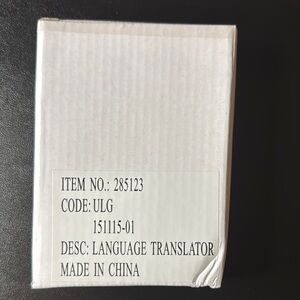 ITEM NO.: 285123
CODE: ULG
151115-01
DESC: LANGUAGE TRANSLATOR
MADE IN CHINA